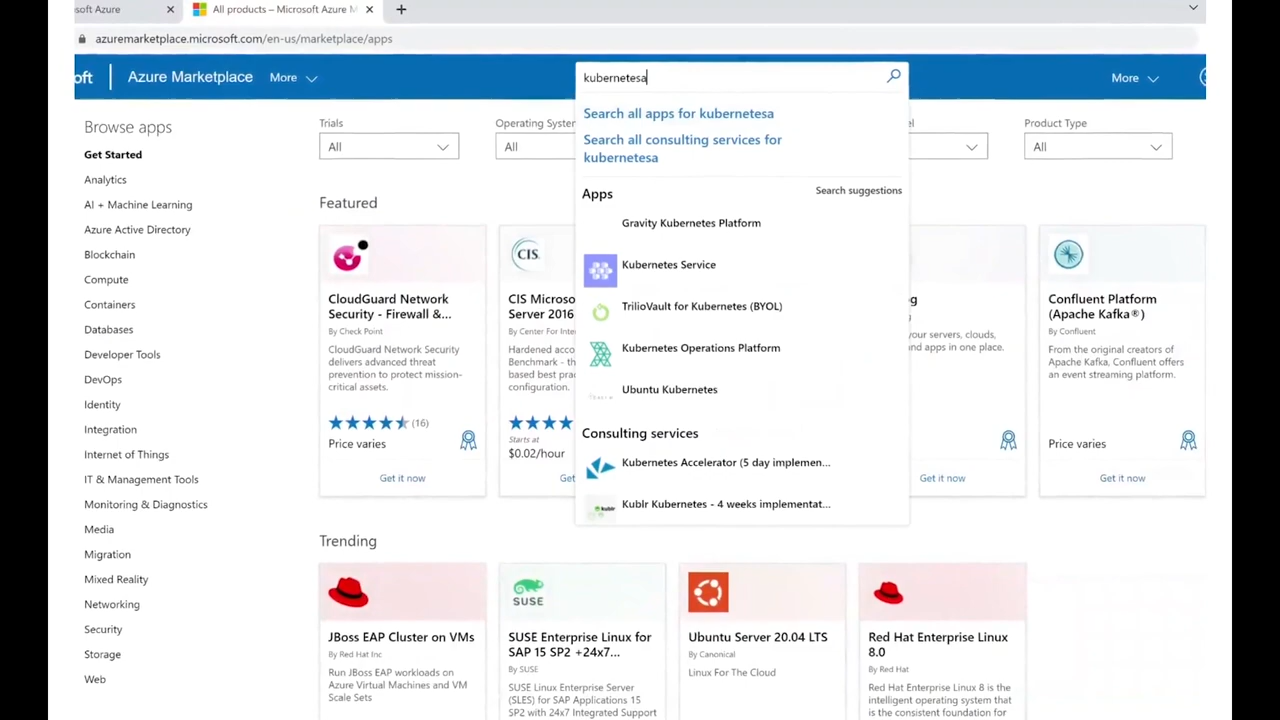 soft Azure
All products – Microsoft Azure M
azuremarketplace.microsoft.com/en-us/marketplace/apps
oft
Azure Marketplace
More
kubernetesa
More
Search all apps for kubernetesa
Search all consulting services for
kubernetesa
Search suggestions
Apps
Gravity Kubernetes Platform
Kubernetes Service
TrilioVault for Kubernetes (BYOL)
Kubernetes Operations Platform
Ubuntu Kubernetes
Consulting services
Kubernetes Accelerator (5 day implemen...
Kublr Kubernetes - 4 weeks implementat...
Browse apps
Get Started
Analytics
AI + Machine Learning
Azure Active Directory
Blockchain
Compute
Containers
Databases
Developer Tools
DevOps
Identity
Integration
Internet of Things
IT & Management Tools
Monitoring & Diagnostics
Media
Migration
Mixed Reality
Networking
Security
Storage
Web
Trials
All
Operating System
All
el
Product Type
All
Featured
CloudGuard Network
Security - Firewall &...
By Check Point
CloudGuard Network Security
delivers advanced threat
prevention to protect mission-
critical assets.
(16)
Price varies
Get it now
CIS.
CIS Microso
Server 2016
By Center For Inter
Hardened acco
Benchmark - th
based best prac
configuration.
Starts at
$0.02/hour
Get
g
your servers, clouds,
and apps in one place.
Get it now
Confluent Platform
(Apache Kafka®)
By Confluent
From the original creators of
Apache Kafka, Confluent offers
an event streaming platform.
Price varies
Get it now
Trending
JBoss EAP Cluster on VMs
By Red Hat Inc
Run JBoss EAP workloads on
Azure Virtual Machines and VM
Scale Sets
SUSE
SUSE Enterprise Linux for
SAP 15 SP2 +24x7...
By SUSE
SUSE Linux Enterprise Server
(SLES) for SAP Applications 15
SP2 with 24x7 Integrated Support
Ubuntu Server 20.04 LTS
By Canonical
Linux For The Cloud
Red Hat Enterprise Linux
8.0
By Red Hat
Red Hat Enterprise Linux 8 is the
intelligent operating system that
is the consistent foundation for